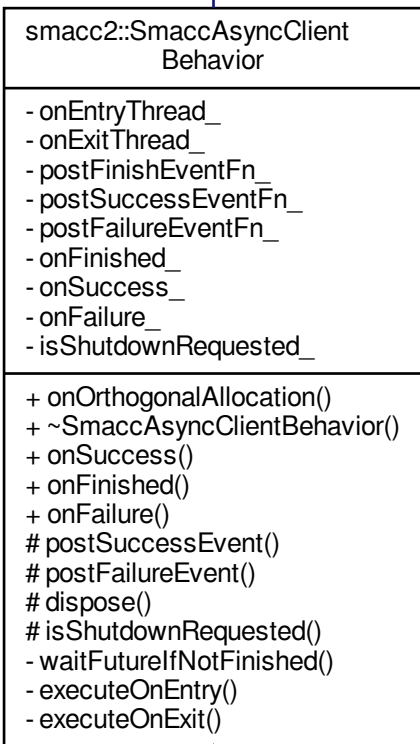 smacc2::SmaccAsyncClient
Behavior
- onEntryThread_
- onExitThread_
- postFinishEventFn_
- postSuccessEventFn_
- postFailureEventFn_
- onFinished_
- onSuccess_
- onFailure_
- isShutdownRequested_
+ onOrthogonalAllocation()
+ ~SmaccAsyncClientBehavior()
+ onSuccess()
+ onFinished()
+ onFailure()
# postSuccessEvent()
# postFailureEvent()
# dispose()
# isShutdownRequested()
- waitFutureIfNotFinished()
- executeOnEntry()
- executeOnExit()